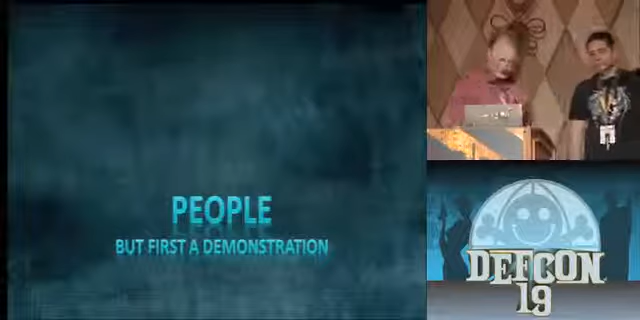 PEOPLE
BUT FIRST A DEMONSTRATION
DEFCON
19